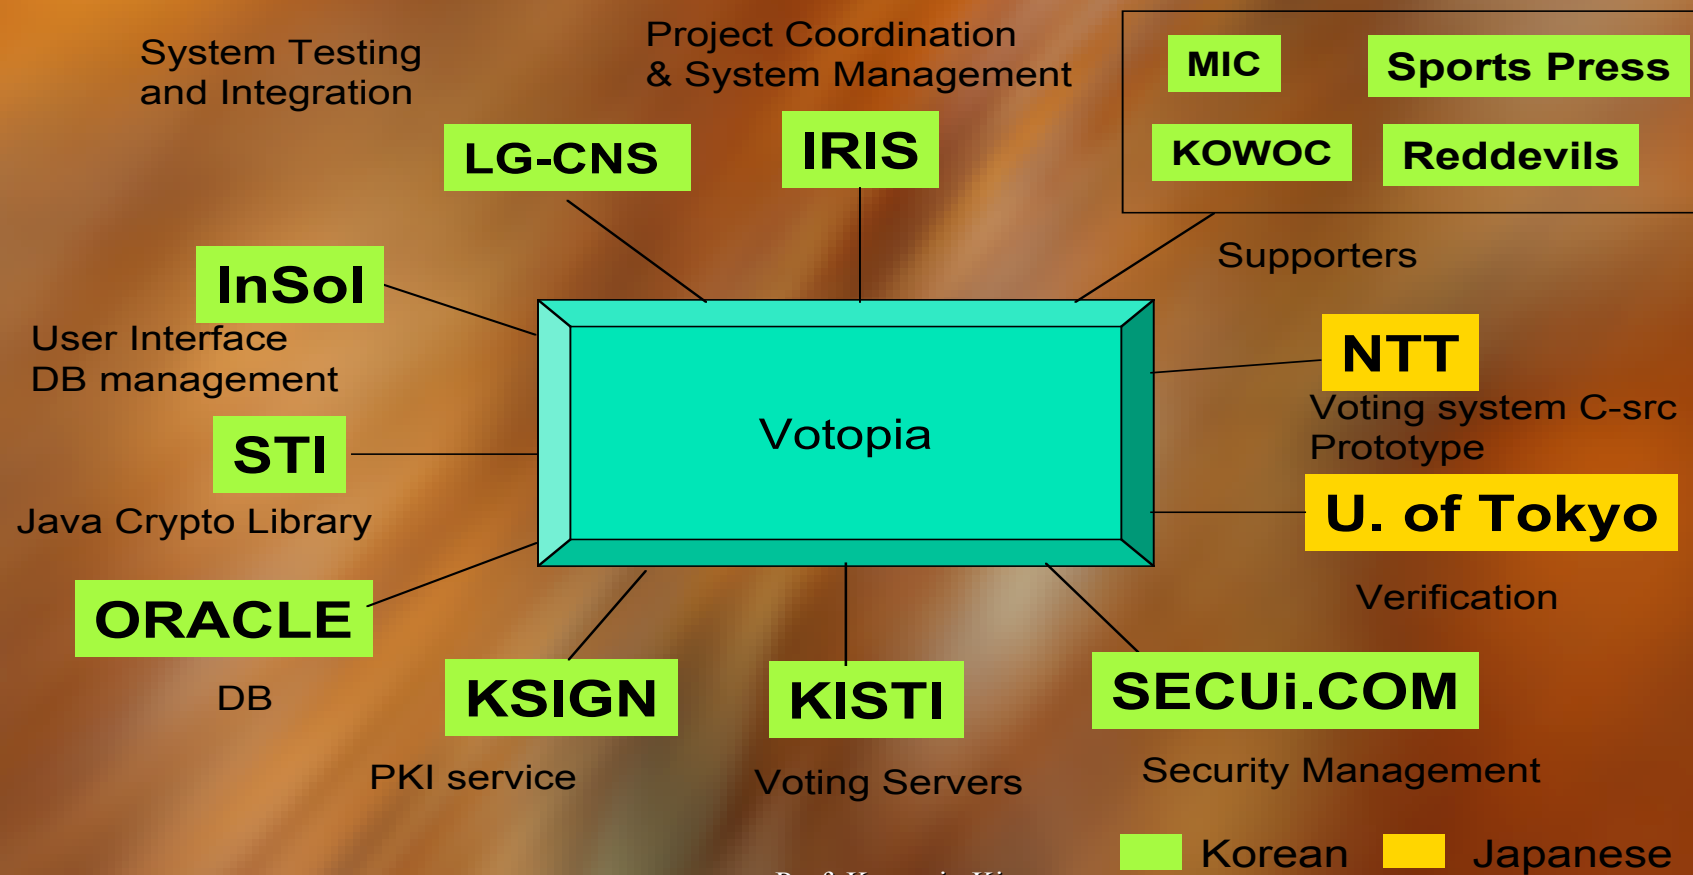 System Testing
and Integration
Project Coordination
& System Management
MIC
Sports Press
KOWOC
Reddevils
LG-CNS
IRIS
Supporters
InSol
User Interface
DB management
NTT
Voting system C-src
Prototype
Votopia
STI
Java Crypto Library
U. of Tokyo
Verification
ORACLE
DB
KSIGN
PKI service
KISTI
Voting Servers
SECUi.COM
Security Management
Korean
Japanese